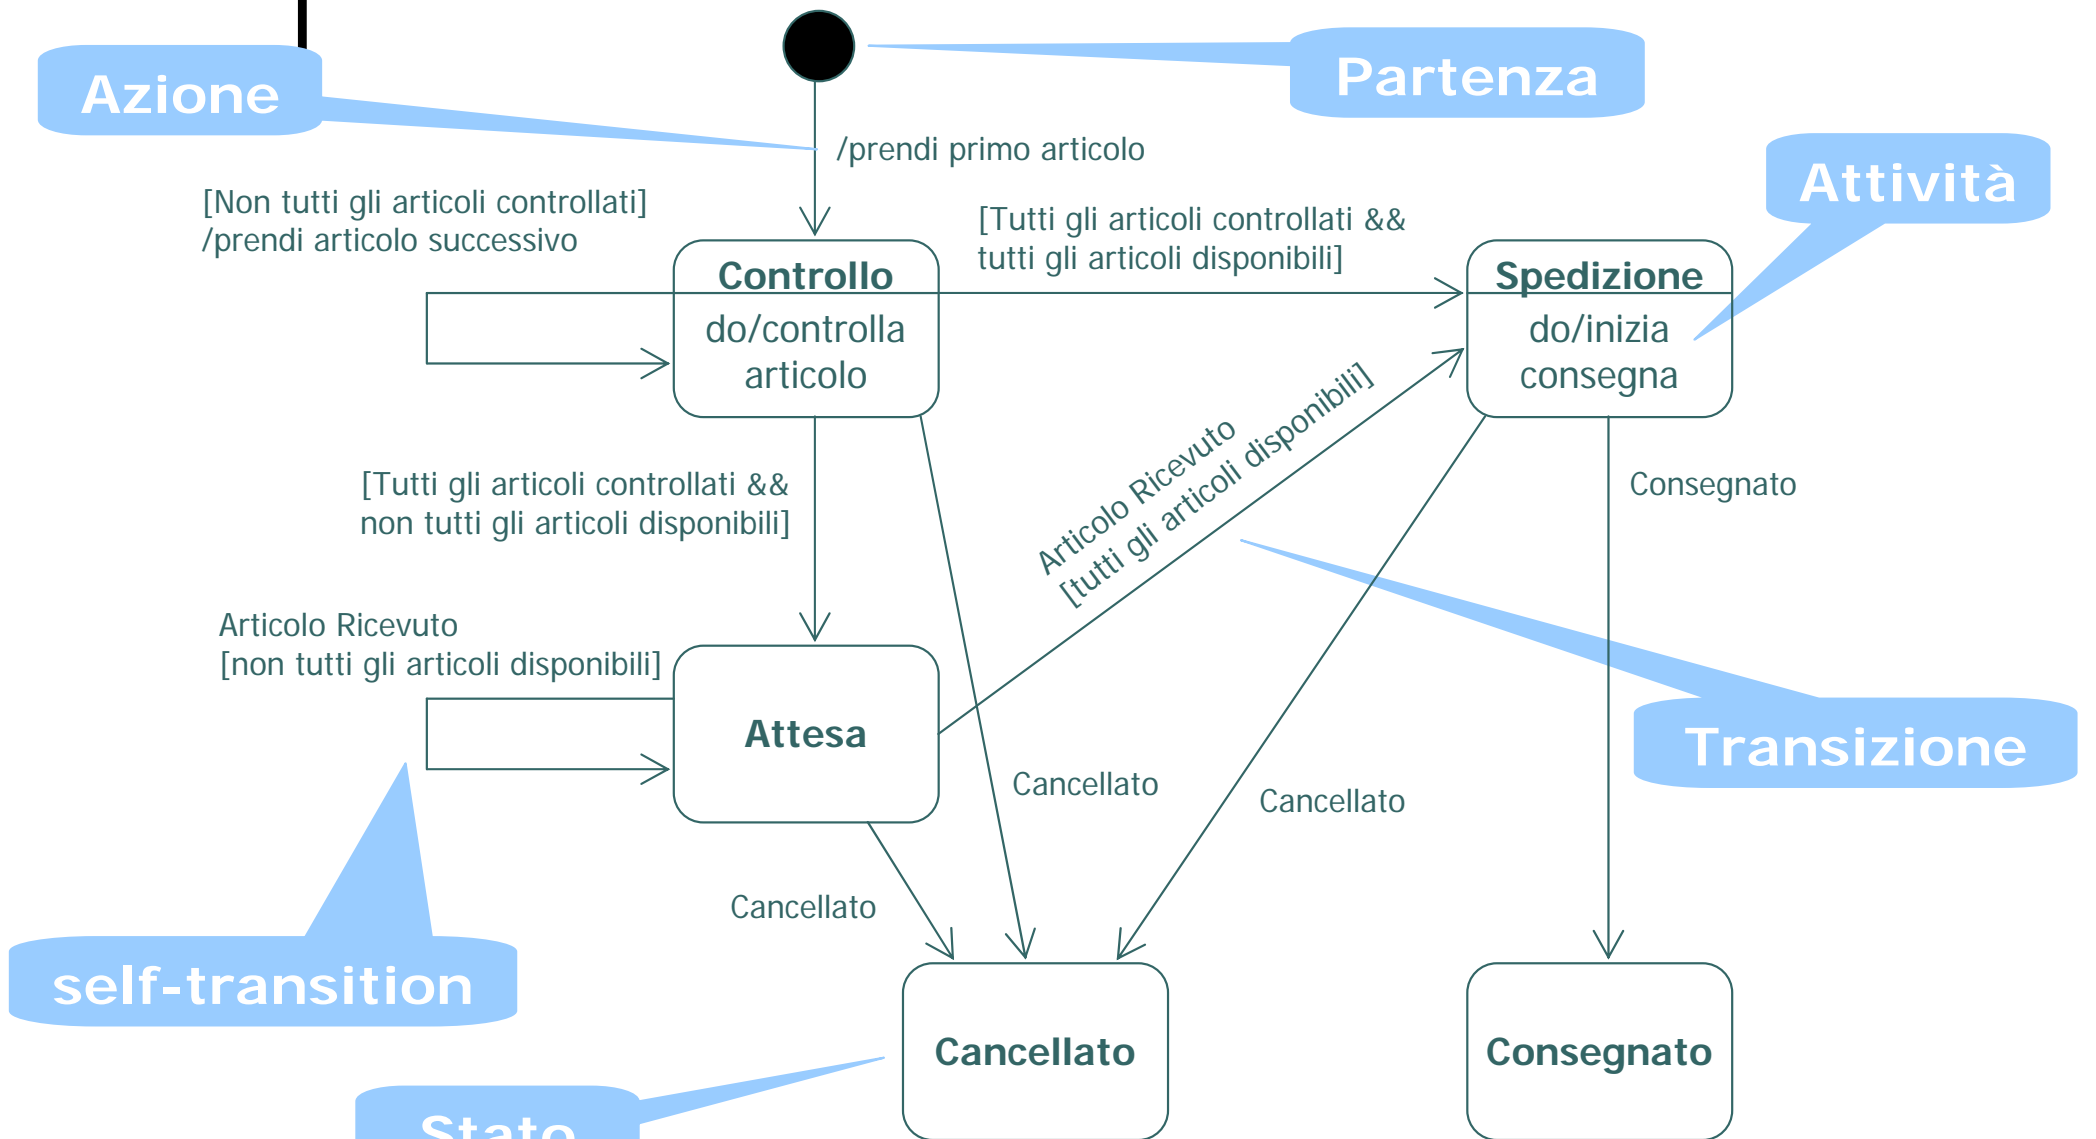 Azione
Partenza
/prendi primo articolo
Attività
[Non tutti gli articoli controllati]
/prendi articolo successivo
[Tutti gli articoli controllati &&
tutti gli articoli disponibili]
Controllo
do/controlla
articolo
Spedizione
do/inizia
consegna
[Tutti gli articoli controllati &&
non tutti gli articoli disponibili]
Articolo Ricevuto
[tutti gli articoli disponibili]
Consegnato
Articolo Ricevuto
[non tutti gli articoli disponibili]
Attesa
Transizione
Cancellato
Cancellato
Cancellato
self-transition
Cancellato
Consegnato
Stato